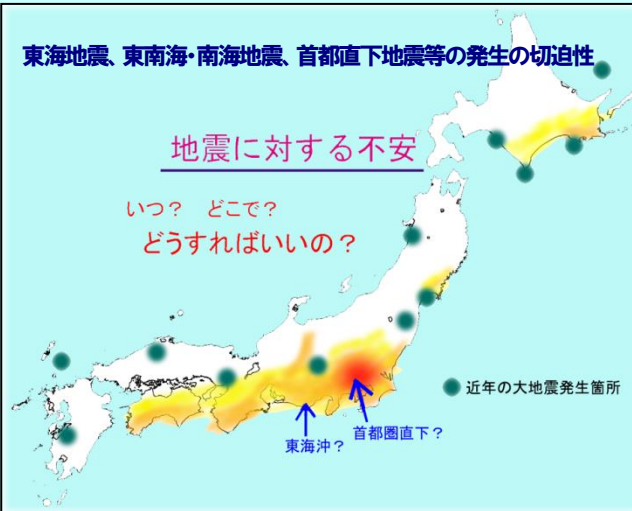 東海地震、東南海・南海地震、首都直下地震等の発生の切迫性
地震に対する不安
いつ？　どこで？
どうすればいいの？
近年の大地震発生箇所
首都圏直下？
東海沖？